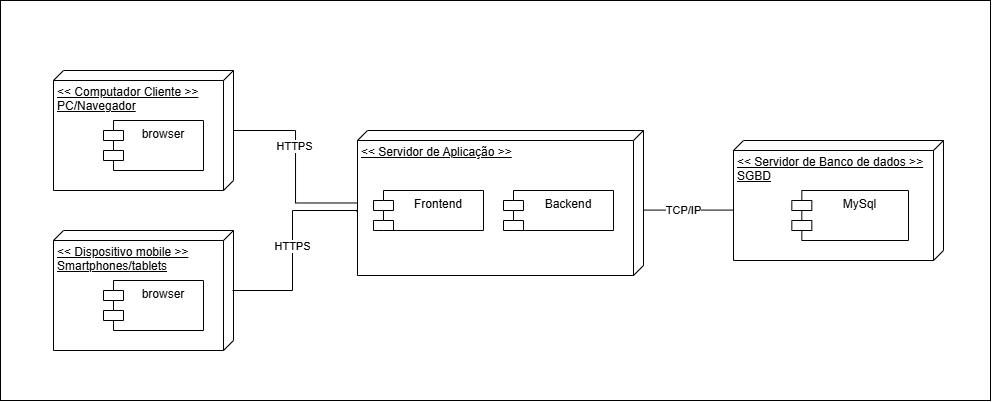 << Computador Cliente >>
PC/Navegador
browser
HTTPS
<< Dispositivo mobile >>
Smartphones/tablets
browser
HTTPS
<< Servidor de Aplicação >>
Frontend
Backend
TCP/IP
<< Servidor de Banco de dados >>
SGBD
MySql